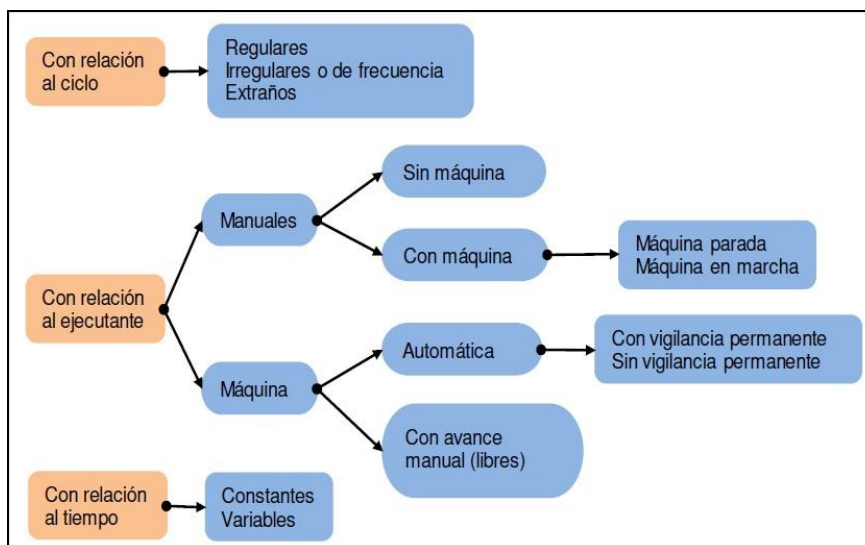 Con relación
al ciclo
Regulares
Irregulares o de frecuencia
Extraños
Sin máquina
Manuales
Con máquina
Máquina parada
Máquina en marcha
Con relación
al ejecutante
Automática
Con vigilancia permanente
Sin vigilancia permanente
Máquina
Con avance
manual (libres)
Con relación
al tiempo
Constantes
Variables